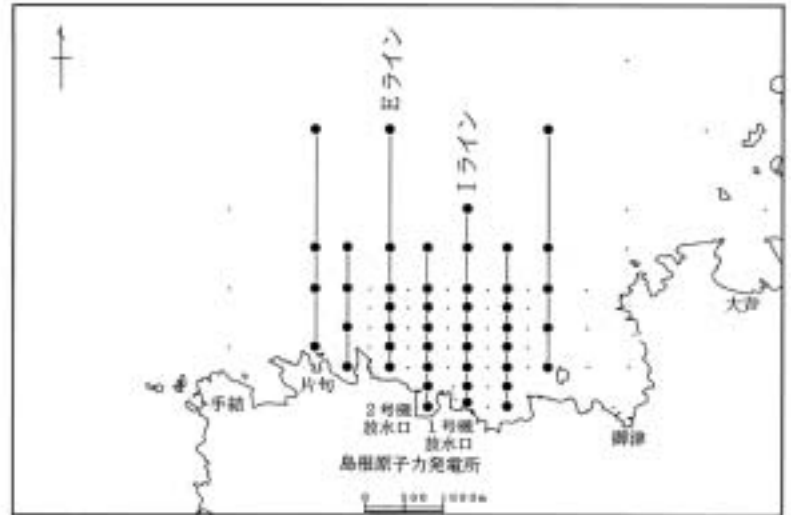 Eライン
Iライン
大芦
片句
手結
2号機
放水口
1号機
放水口
御津
島根原子力発電所
0 500 1000m